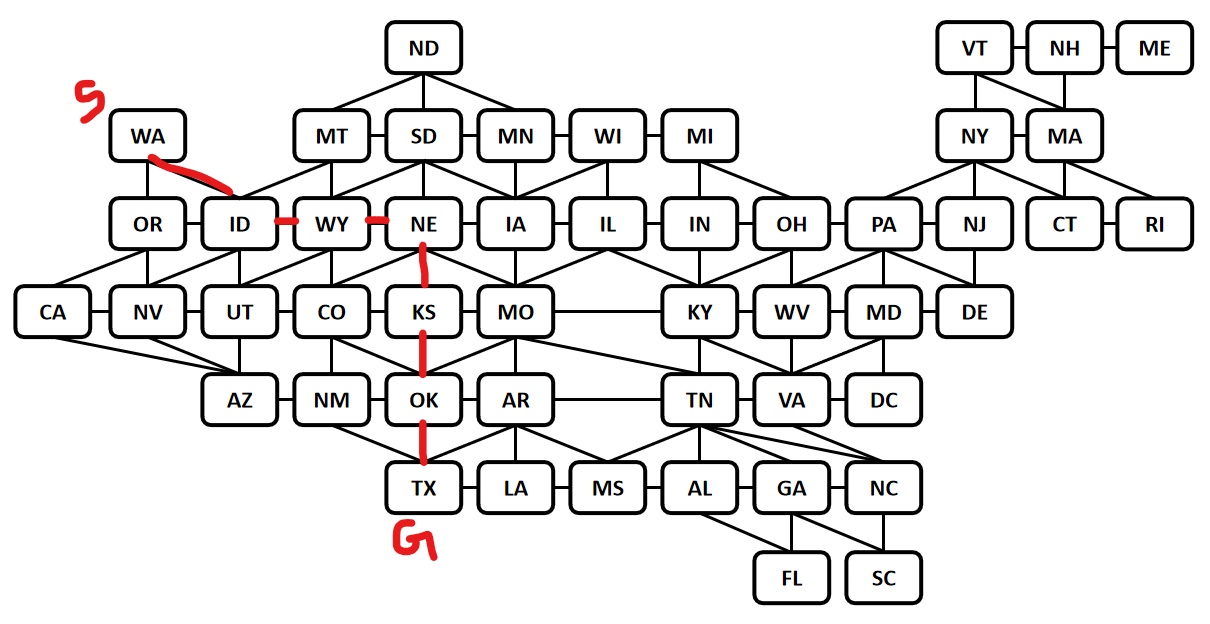 ND VT NH ME
S
WA MT SD MN WI MI NY MA
OR ID WY NE IA IL IN OH PA NJ CT RI
CA NV UT CO KS MO KY WV MD DE
AZ NM OK AR TN VA DC
TX LA MS AL GA NC
G
FL SC